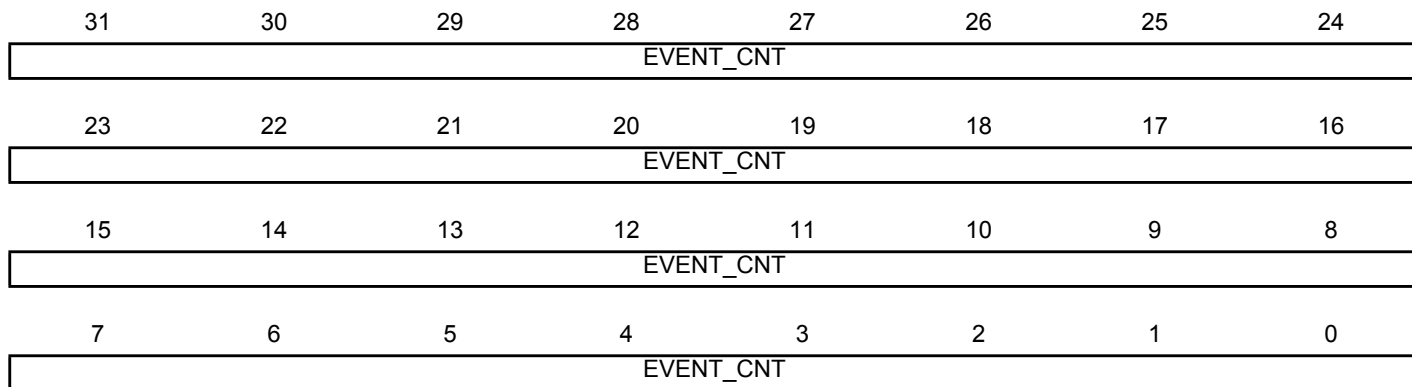 31 30 29 28 27 26 25 24
EVENT_CNT
23 22 21 20 19 18 17 16
EVENT_CNT
15 14 13 12 11 10 9 8
EVENT_CNT
7 6 5 4 3 2 1 0
EVENT_CNT